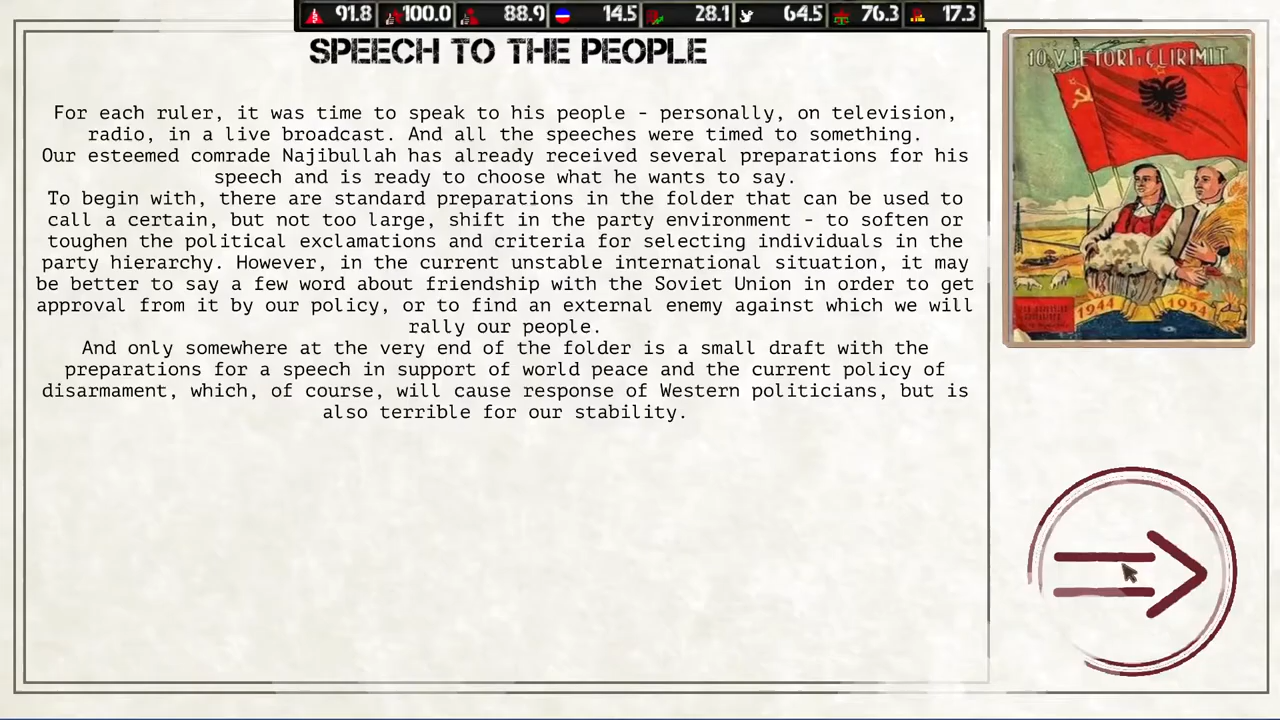 91.8 100.0 88.9 14.5 28.1 64.5 76.3 17.3
SPEECH TO THE PEOPLE
For each ruler, it was time to speak to his people - personally, on television,
radio, in a live broadcast. And all the speeches were timed to something.
Our esteemed comrade Najibullah has already received several preparations for his
speech and is ready to choose what he wants to say.
To begin with, there are standard preparations in the folder that can be used to
call a certain, but not too large, shift in the party environment - to soften or
toughen the political exclamations and criteria for selecting individuals in the
party hierarchy. However, in the current unstable international situation, it may
be better to say a few word about friendship with the Soviet Union in order to get
approval from it by our policy, or to find an external enemy against which we will
rally our people.
And only somewhere at the very end of the folder is a small draft with the
preparations for a speech in support of world peace and the current policy of
disarmament, which, of course, will cause response of Western politicians, but is
also terrible for our stability.
10 VJETORI I ÇLIRIMIT
1944 1954